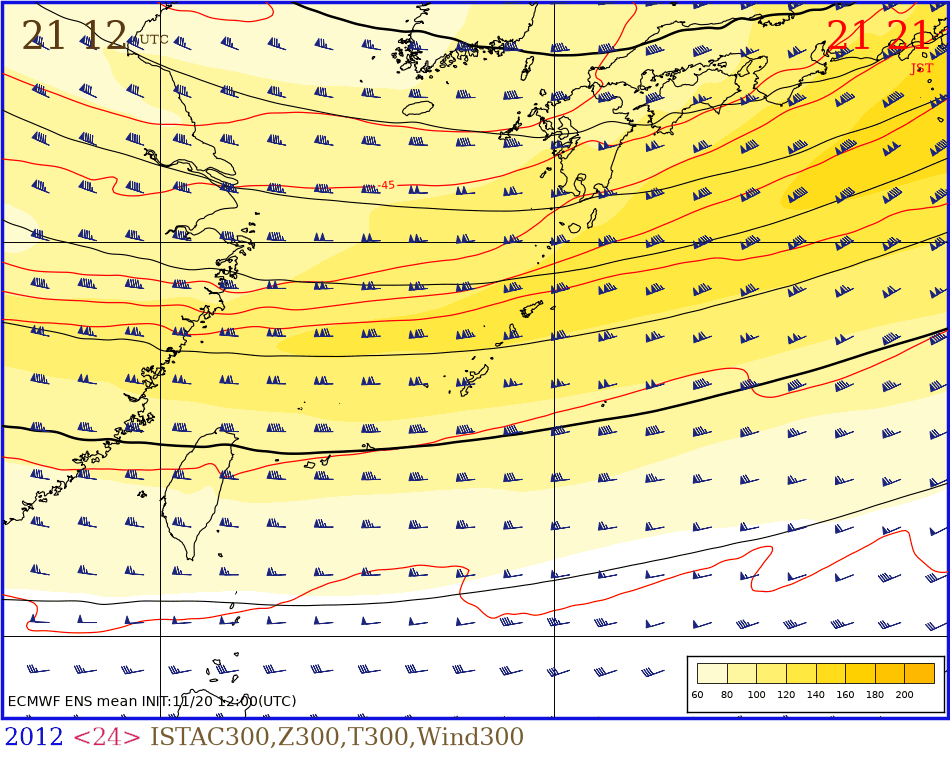 21 12 UTC
21 21
JST
-45
ECMWF ENS mean INIT:11/20 12:00(UTC)
60 80 100 120 140 160 180 200
2012 <24> ISTAC300,Z300,T300,Wind300